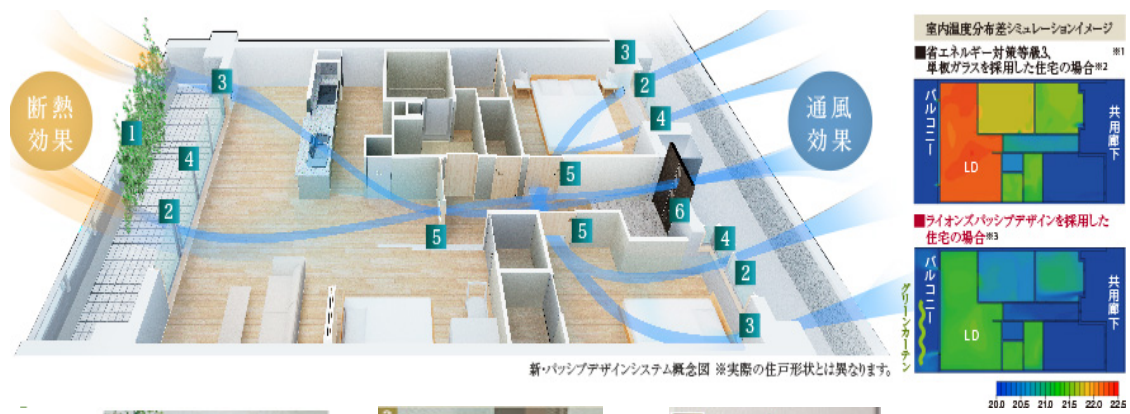 断熱
効果
通風
効果
1
2
3
4
5
5
5
6
3
2
4
4
2
3
新・パッシブデザインシステム概念図 ※実際の住戸形状とは異なります。
室内温度分布差シミュレーションイメージ
■省エネルギー対策等級3、※1
単板ガラスを採用した住宅の場合※2
バルコニー
LD
共用廊下
■ライオンズパッシブデザインを採用した
住宅の場合※3
グリーンカーテン
バルコニー
LD
共用廊下
20.0 20.5 21.0 21.5 22.0 22.5